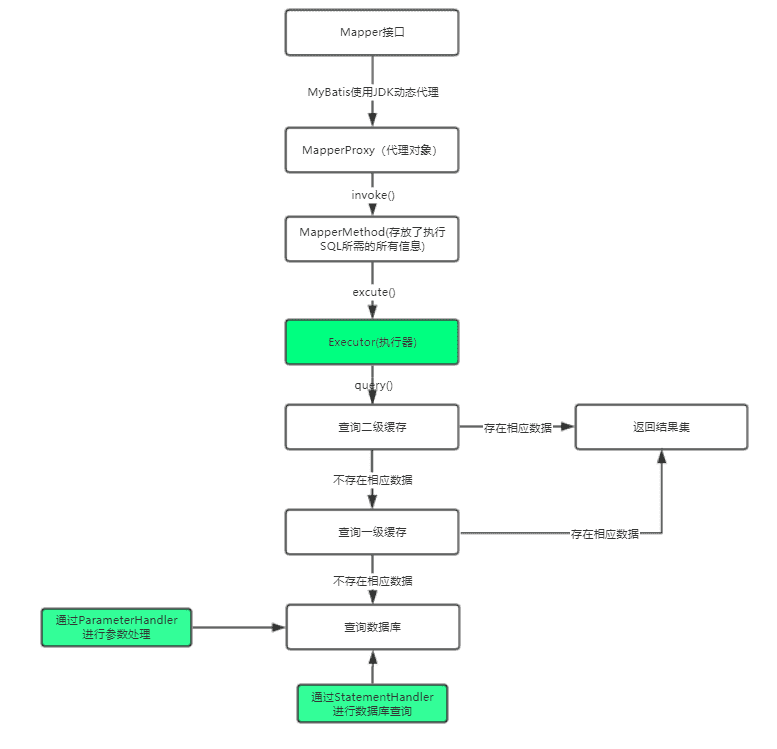 Mapper接口
MyBatis使用JDK动态代理
MapperProxy（代理对象）
invoke()
MapperMethod(存放了执行
SQL所需的所有信息)
excute()
Executor(执行器)
query()
查询二级缓存
存在相应数据
返回结果集
不存在相应数据
查询一级缓存
存在相应数据
不存在相应数据
通过ParameterHandler
进行参数处理
查询数据库
通过StatementHandler
进行数据库查询